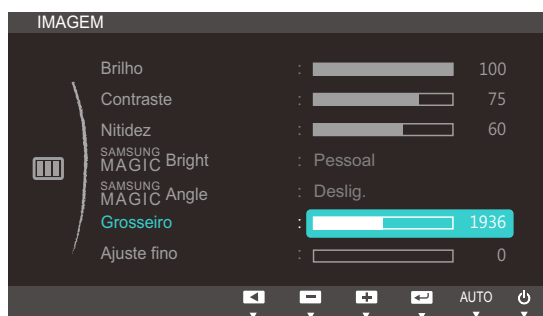 IMAGEM
Brilho : 100
Contraste : 75
Nitidez : 60
SAMSUNG MAGIC Bright : Pessoal
SAMSUNG MAGIC Angle : Deslig.
Grosseiro : 1936
Ajuste fino : 0
AUTO